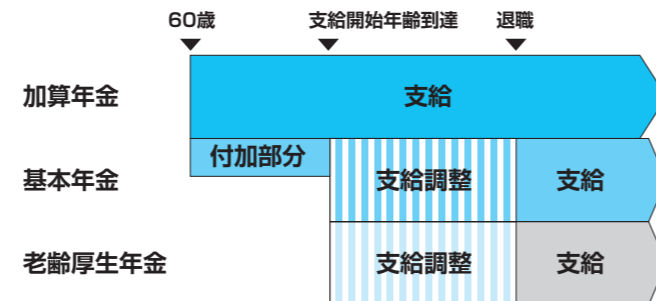 60歳 支給開始年齢到達 退職
加算年金 支給
付加部分
基本年金 支給調整 支給
老齢厚生年金 支給調整 支給